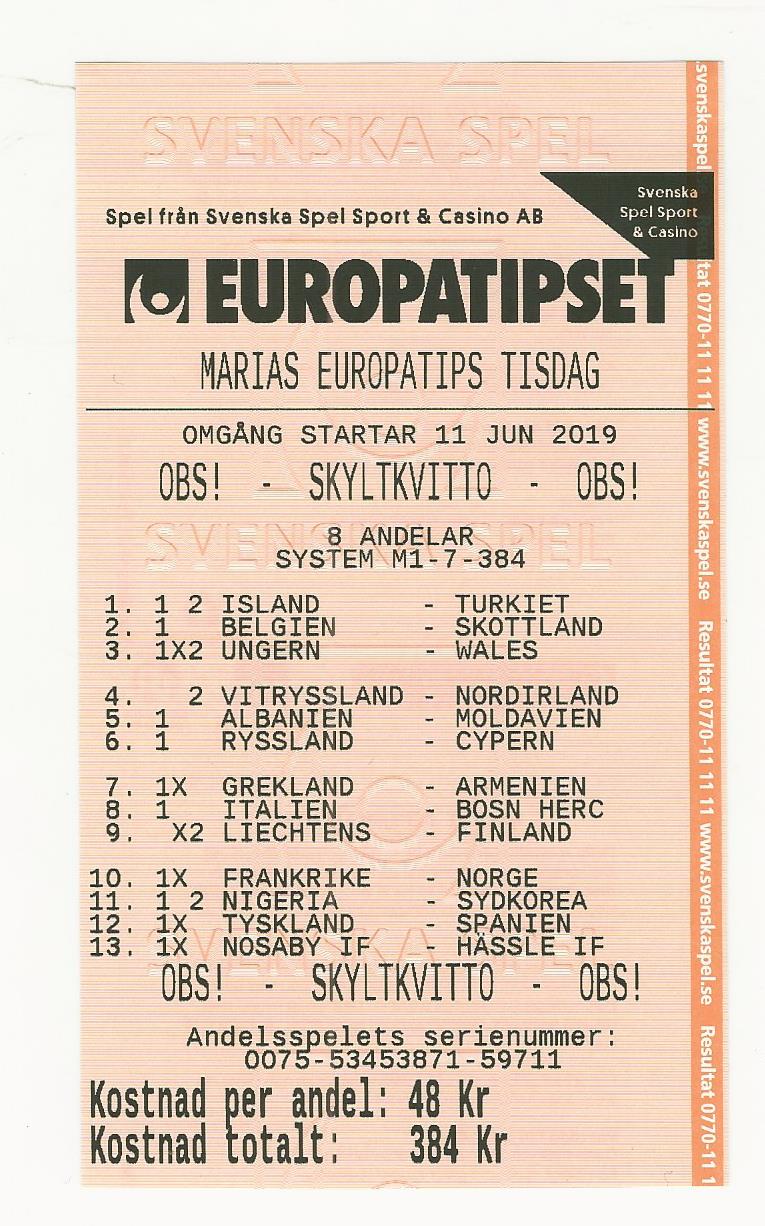 SVENSKA SPEL
Svenska
Spel Sport
& Casino
Spel från Svenska Spel Sport & Casino AB
EUROPATIPSET
MARIAS EUROPATIPS TISDAG
OMGÅNG STARTAR 11 JUN 2019
OBS! - SKYLTKVITTO - OBS!
SVENSKA SPEL
8 ANDELAR
SYSTEM M1-7-384
1. 1 2 ISLAND - TURKIET
2. 1 BELGIEN - SKOTTLAND
3. 1X2 UNGERN - WALES
4. 2 VITRYSSLAND - NORDIRLAND
5. 1 ALBANIEN - MOLDAVIEN
6. 1 RYSSLAND - CYPERN
7. 1X GREKLAND - ARMENIEN
8. 1 ITALIEN - BOSN HERC
9. X2 LIECHTENS - FINLAND
10. 1X FRANKRIKE - NORGE
11. 1 2 NIGERIA - SYDKOREA
12. 1X TYSKLAND - SPANIEN
13. 1X NOSABY IF - HÄSSLE IF
SVENSKA SPEL
OBS! - SKYLTKVITTO - OBS!
Andelsspelets serienummer:
0075-53453871-59711
Kostnad per andel: 48 Kr
Kostnad totalt: 384 Kr
.svenskaspel.se Resultat 0770-11 11 11 www.svenskaspel.se Resultat 0770-11 11 11 www.svenskaspel.se Resultat 0770-11 1